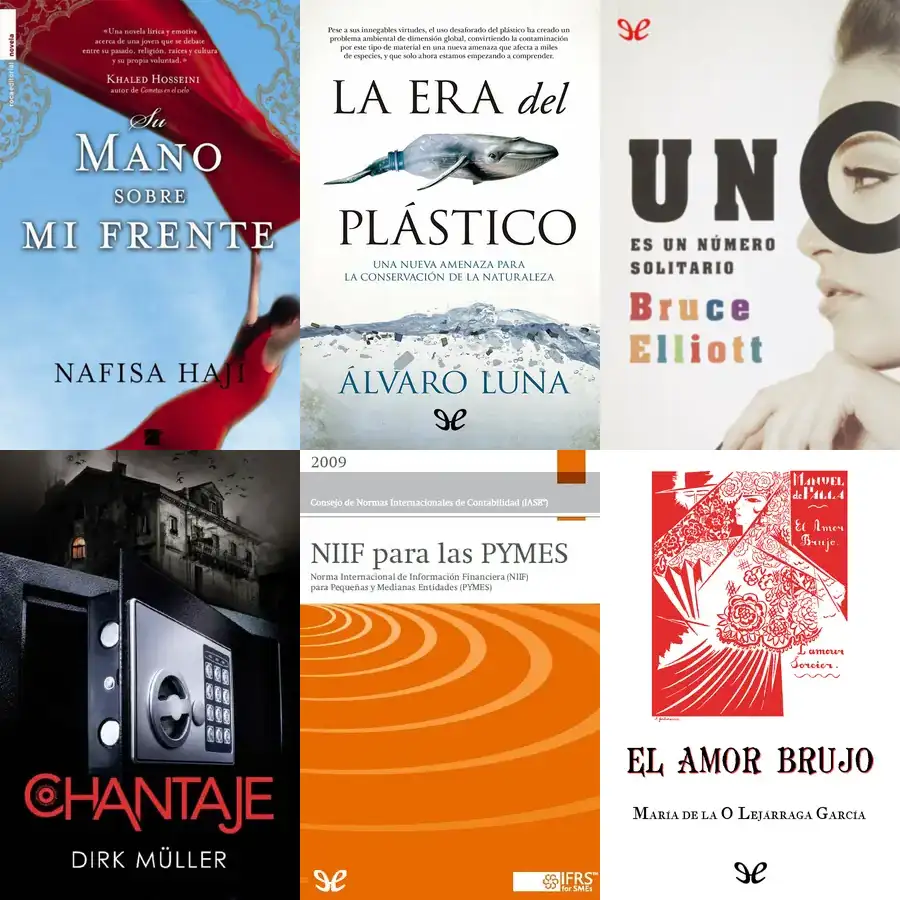 rocaeditorial novela
«Una novela lírica y emotiva
acerca de una joven que se debate
entre su pasado, religión, raíces y cultura
y su propia voluntad.»
KHALED HOSSEINI
autor de Cometas en el cielo
Su
MANO
SOBRE
MI FRENTE
NAFISA HAJI
Pese a sus innegables virtudes, el uso desaforado del plástico ha creado un
problema ambiental de dimensión global, convirtiendo la contaminación
por este tipo de material en una nueva amenaza que afecta a miles
de especies, y que solo ahora estamos empezando a comprender.
LA ERA del
PLÁSTICO
UNA NUEVA AMENAZA PARA
LA CONSERVACIÓN DE LA NATURALEZA
ÁLVARO LUNA
UNO
ES UN NÚMERO
SOLITARIO
Bruce
Elliott
CHANTAJE
DIRK MÜLLER
2009
Consejo de Normas Internacionales de Contabilidad (IASB®)
NIIF para las PYMES
Norma Internacional de Información Financiera (NIIF)
para Pequeñas y Medianas Entidades (PYMES)
IFRS™
for SMEs
MANUEL
de FALLA
El Amor
Brujo.
L'amour
Sorcier.
EL AMOR BRUJO
MARÍA DE LA O LEJÁRRAGA GARCÍA